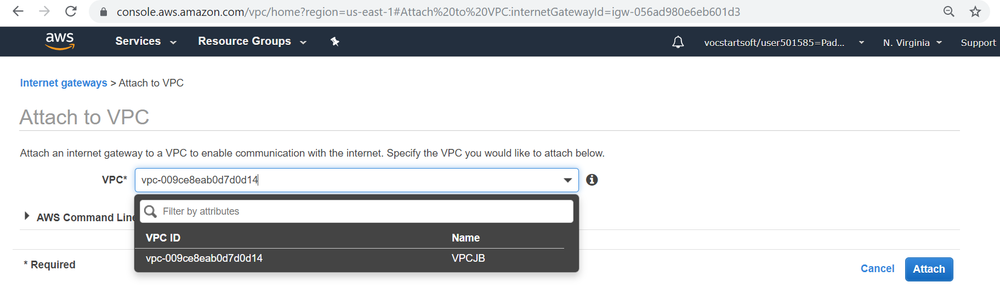 console.aws.amazon.com/vpc/home?region=us-east-1#Attach%20to%20VPC:internetGatewayId=igw-056ad980e6eb601d3
aws Services Resource Groups vocstartsoft/user501585=Pad... N. Virginia Support
Internet gateways > Attach to VPC
Attach to VPC
Attach an internet gateway to a VPC to enable communication with the internet. Specify the VPC you would like to attach below.
VPC* vpc-009ce8eab0d7d0d14
Filter by attributes
AWS Command Line
VPC ID Name
vpc-009ce8eab0d7d0d14 VPCJB
* Required
Cancel Attach